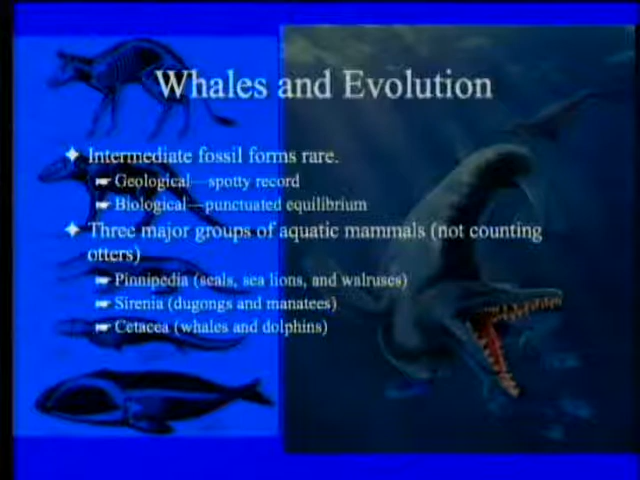 Whales and Evolution
Intermediate fossil forms rare.
Geological—spotty record
Biological—punctuated equilibrium
Three major groups of aquatic mammals (not counting
otters)
Pinnipedia (seals, sea lions, and walruses)
Sirenia (dugongs and manatees)
Cetacea (whales and dolphins)